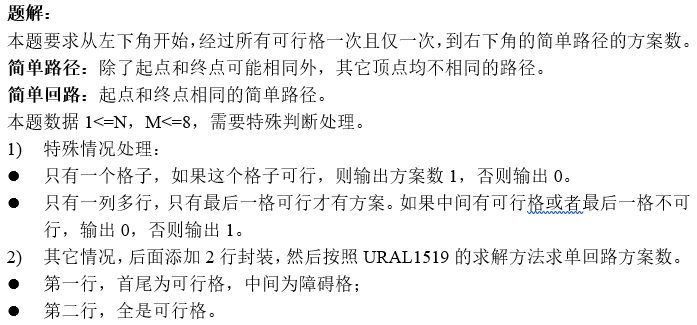 题解：
本题要求从左下角开始，经过所有可行格一次且仅一次，到右下角的简单路径的方案数。
简单路径：除了起点和终点可能相同外，其它顶点均不相同的路径。
简单回路：起点和终点相同的简单路径。
本题数据 1<=N，M<=8，需要特殊判断处理。
1) 特殊情况处理：
● 只有一个格子，如果这个格子可行，则输出方案数 1，否则输出 0。
● 只有一列多行，只有最后一格可行才有方案。如果中间有可行格或者最后一格不可
行，输出 0，否则输出 1。
2) 其它情况，后面添加 2 行封装，然后按照 URAL1519 的求解方法求单回路方案数。
● 第一行，首尾为可行格，中间为障碍格；
● 第二行，全是可行格。